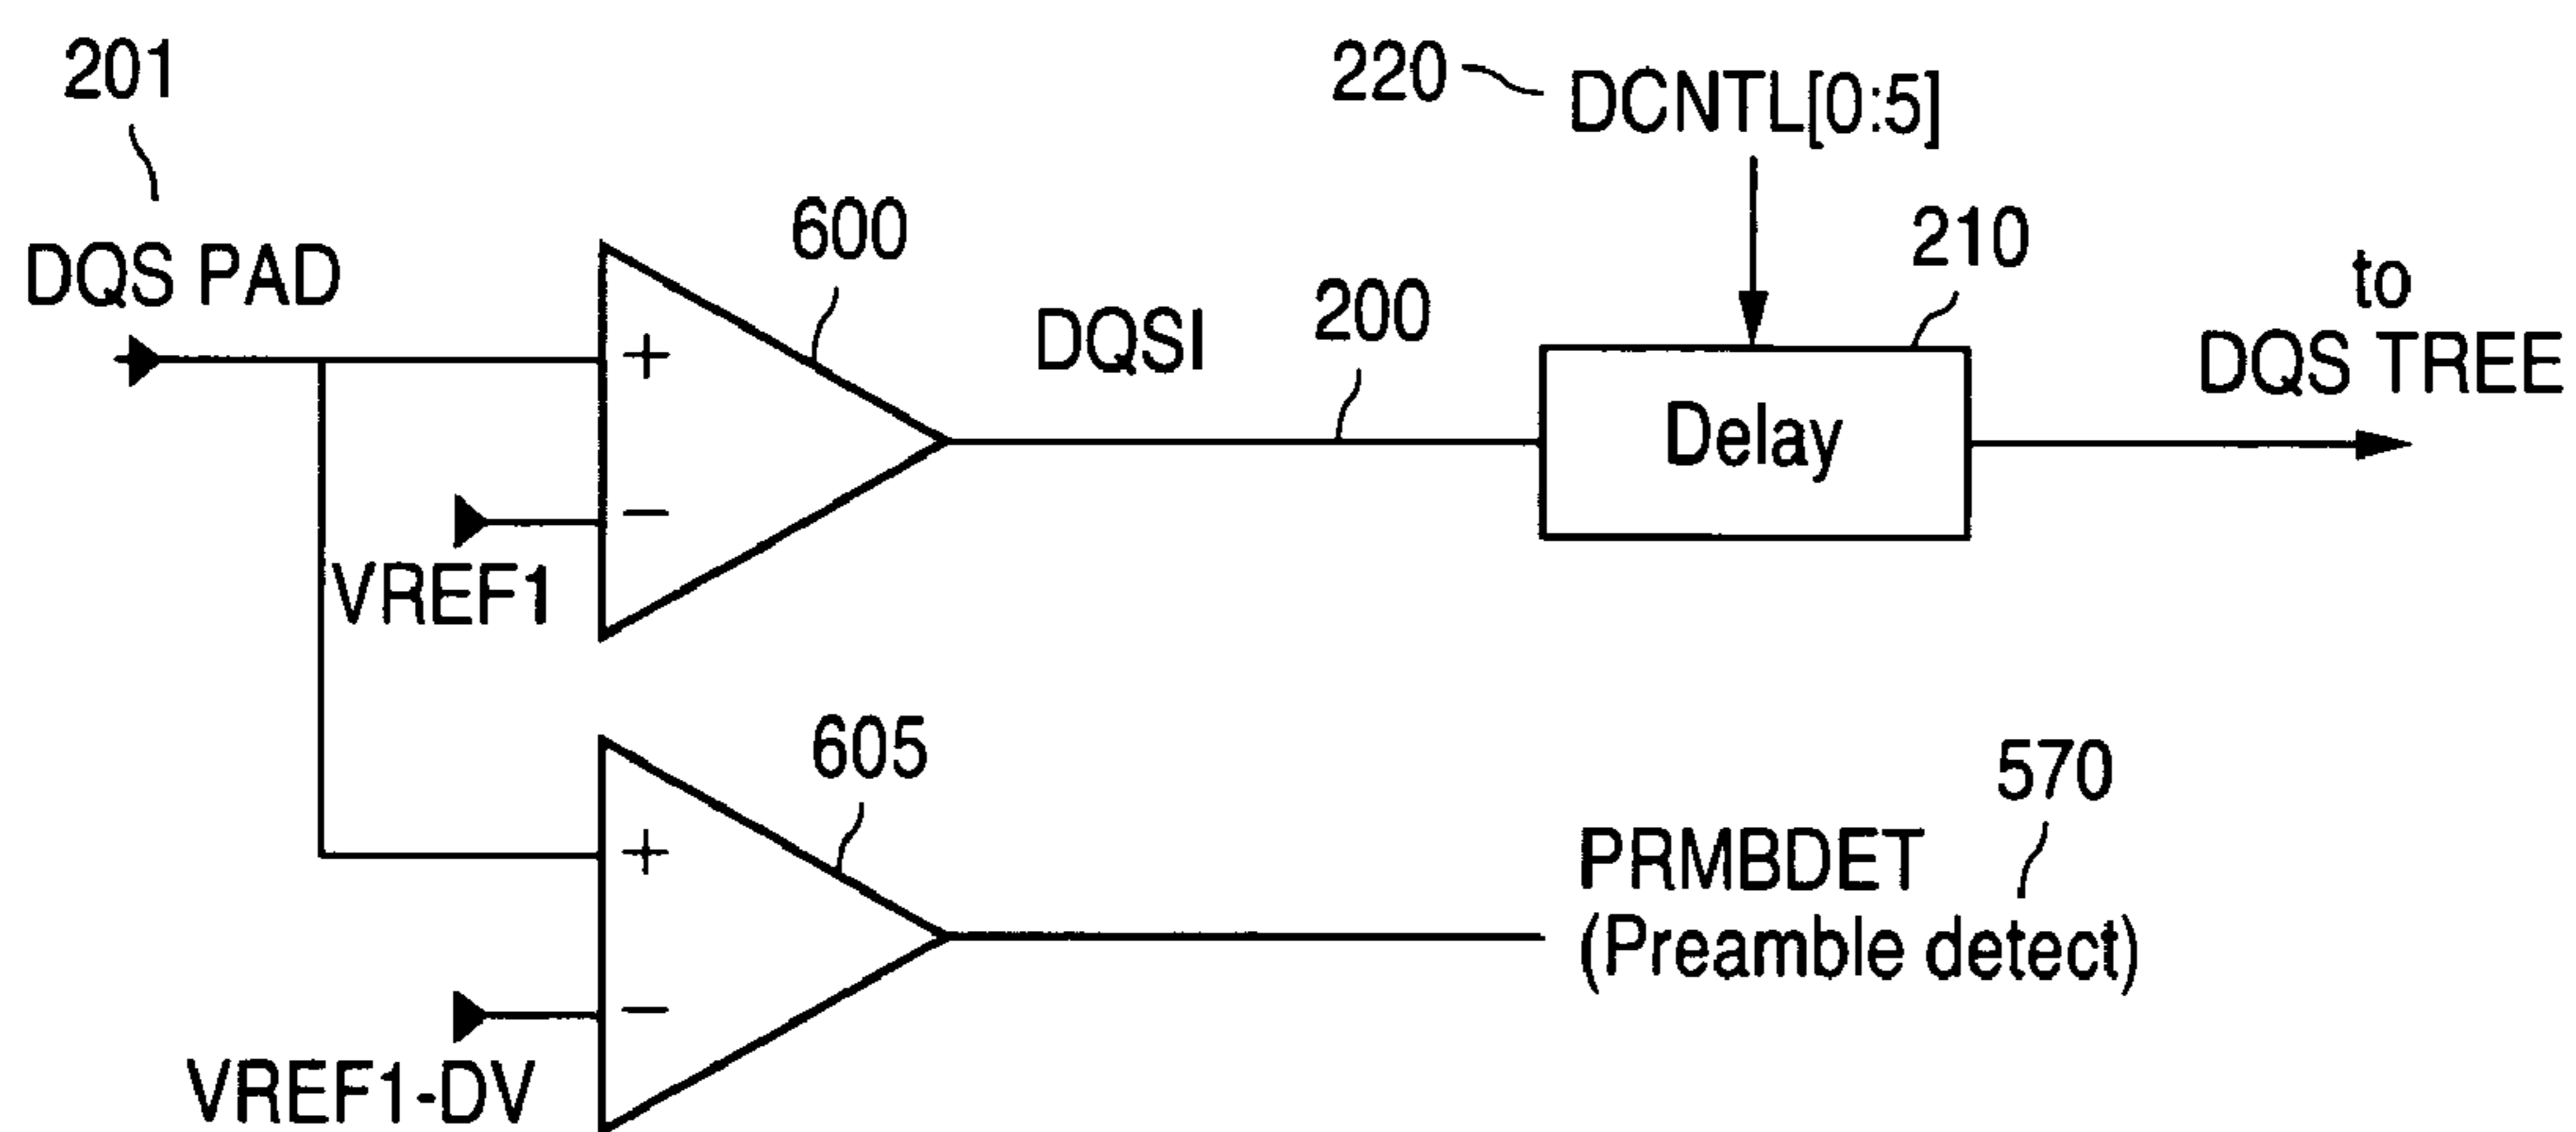 201
DQS PAD
600
+
−
VREF1
DQSI
200
220
DCNTL[0:5]
210
Delay
to
DQS TREE
605
+
−
VREF1-DV
570
PRMBDET
(Preamble detect)